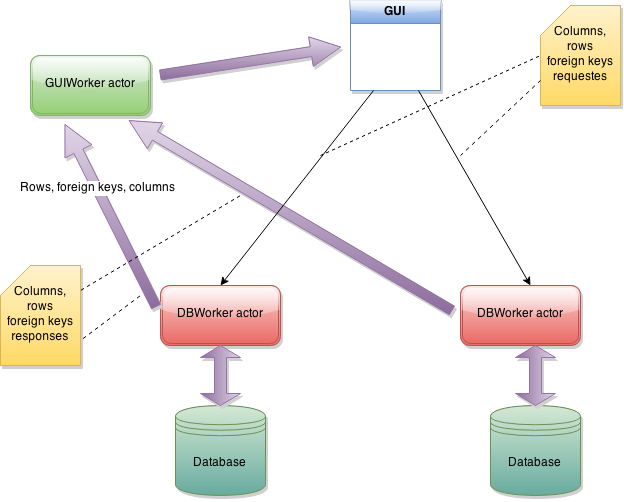 GUI
Columns,
rows
foreign keys
requestes
GUIWorker actor
Rows, foreign keys, columns
Columns,
rows
foreign keys
responses
DBWorker actor
DBWorker actor
Database
Database